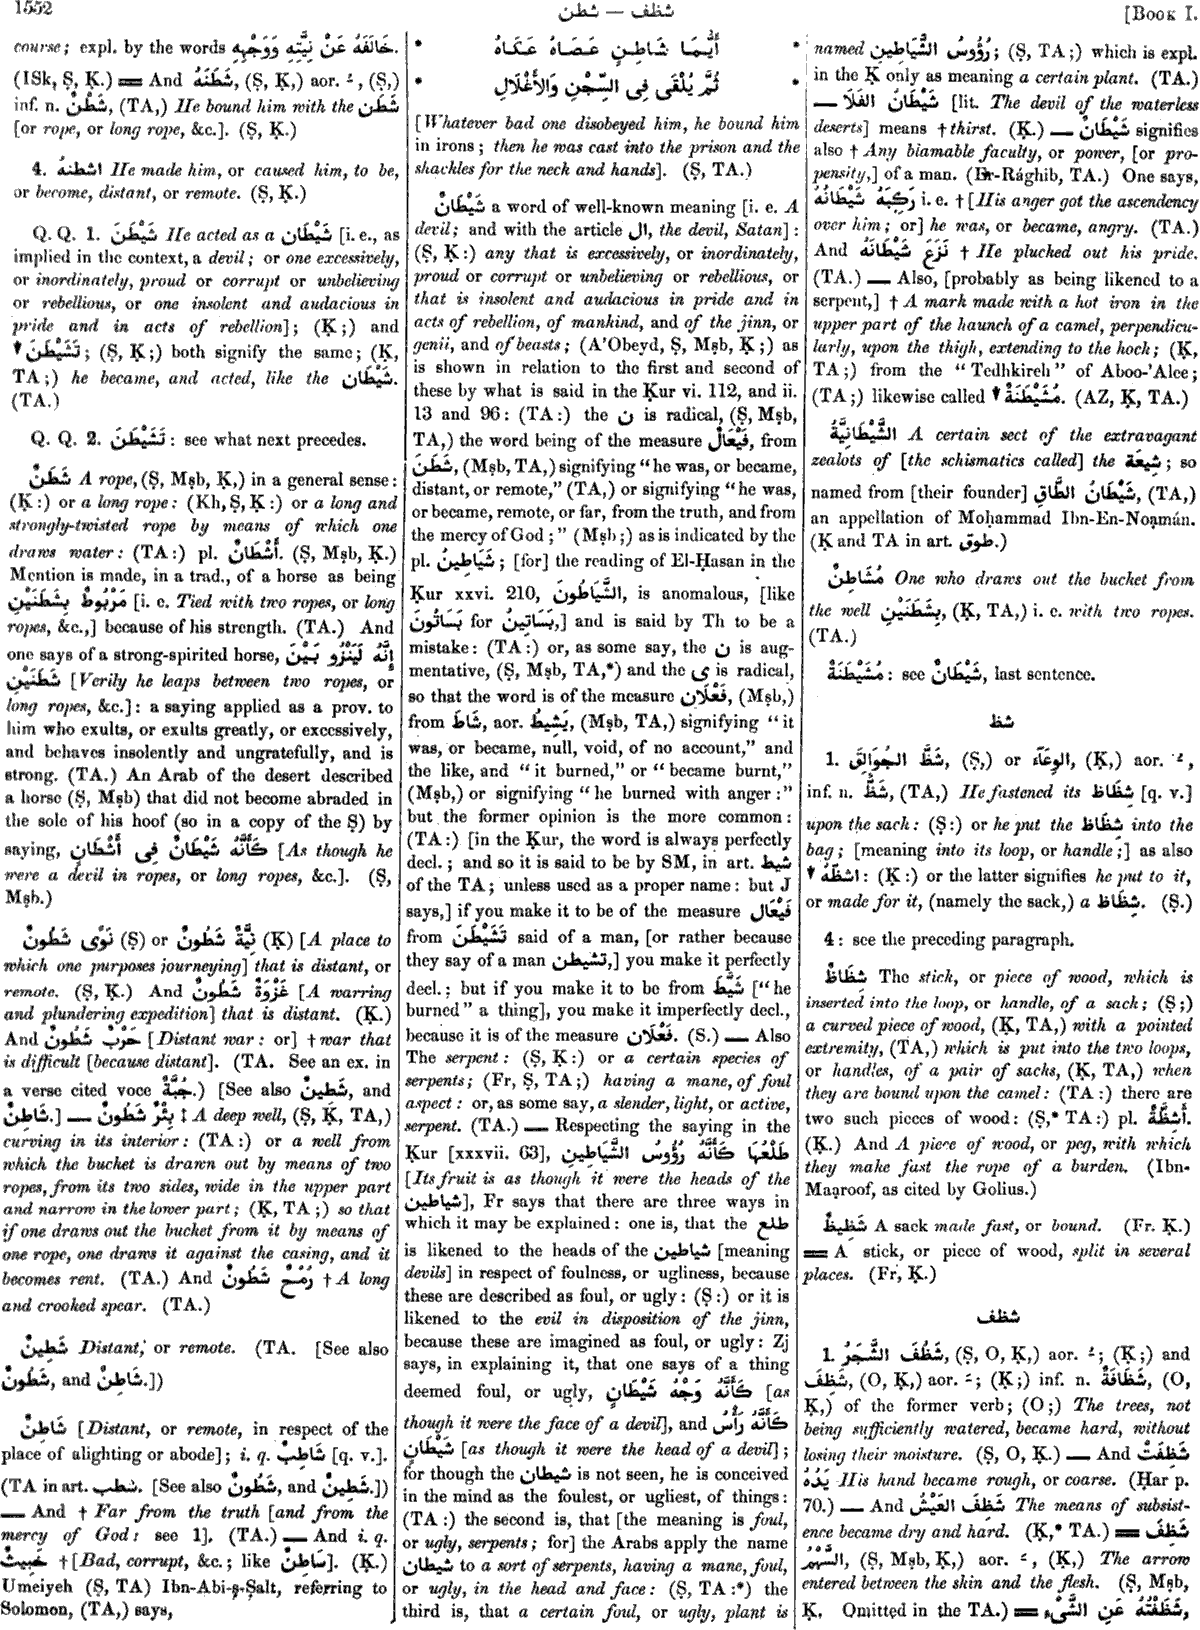 1552
شظف — شطن
[Book I.
course; expl. by the words خَالَفَهُ عَنْ نِيَّتِهِ وَوَجْهِهِ.
(ISk, Ṣ, Ḳ.) ═ And شَطَنَهُ, (Ṣ, Ḳ,) aor. ـُ, (Ṣ,)
inf. n. شَطْنٌ, (TA,) He bound him with the شَطَن
[or rope, or long rope, &c.]. (Ṣ, Ḳ.)
4. اشطنهُ He made him, or caused him, to be,
or become, distant, or remote. (Ṣ, Ḳ.)
Q. Q. 1. شَيْطَنَ He acted as a شَيْطَان [i. e., as
implied in the context, a devil; or one excessively,
or inordinately, proud or corrupt or unbelieving
or rebellious, or one insolent and audacious in
pride and in acts of rebellion]; (Ḳ;) and
▼ تَشَيْطَنَ; (Ṣ, Ḳ;) both signify the same; (Ḳ,
TA;) he became, and acted, like the شَيْطَان.
(TA.)
Q. Q. 2. تَشَيْطَنَ: see what next precedes.
شَطَنٌ A rope, (Ṣ, Mṣb, Ḳ,) in a general sense:
(Ḳ:) or a long rope: (Kh, Ṣ, Ḳ:) or a long and
strongly-twisted rope by means of which one
draws water: (TA:) pl. أَشْطَانٌ. (Ṣ, Mṣb, Ḳ.)
Mention is made, in a trad., of a horse as being
مَرْبُوطٌ بِشَطَنَيْنِ [i. e. Tied with two ropes, or long
ropes, &c.,] because of his strength. (TA.) And
one says of a strong-spirited horse, إِنَّهُ لَيَنْزُو بَيْنَ
شَطَنَيْنِ [Verily he leaps between two ropes, or
long ropes, &c.]: a saying applied as a prov. to
him who exults, or exults greatly, or excessively,
and behaves insolently and ungratefully, and is
strong. (TA.) An Arab of the desert described
a horse (Ṣ, Mṣb) that did not become abraded in
the sole of his hoof (so in a copy of the Ṣ) by
saying, كَأَنَّهُ شَيْطَانٌ فِى أَشْطَانٍ [As though he
were a devil in ropes, or long ropes, &c.]. (Ṣ,
Mṣb.)
نَوًى شَطُونٌ (Ṣ) or نِيَّةٌ شَطُونٌ (Ḳ) [A place to
which one purposes journeying] that is distant, or
remote. (Ṣ, Ḳ.) And غَزْوَةٌ شَطُونٌ [A warring
and plundering expedition] that is distant. (Ḳ.)
And حَرْبٌ شَطُونٌ [Distant war: or] † war that
is difficult [because distant]. (TA. See an ex. in
a verse cited voce جُبَّةٌ.) [See also شَطِينٌ, and
شَاطِنٌ.] — بِئْرٌ شَطُونٌ ‡ A deep well, (Ṣ, Ḳ, TA,)
curving in its interior: (TA:) or a well from
which the bucket is drawn out by means of two
ropes, from its two sides, wide in the upper part
and narrow in the lower part; (Ḳ, TA;) so that
if one draws out the bucket from it by means of
one rope, one draws it against the casing, and it
becomes rent. (TA.) And رُمْحٌ شَطُونٌ † A long
and crooked spear. (TA.)
شَطِينٌ Distant, or remote. (TA. [See also
شَطُونٌ, and شَاطِنٌ.])
شَاطِنٌ [Distant, or remote, in respect of the
place of alighting or abode]; i. q. شَاطِبٌ [q. v.].
(TA in art. شطب. [See also شَطُونٌ, and شَطِينٌ.])
— And † Far from the truth [and from the
mercy of God: see 1]. (TA.) — And i. q.
خَبِيثٌ † [Bad, corrupt, &c.; like شَاطِنٌ]. (Ḳ.)
Umeiyeh (Ṣ, TA) Ibn-Abi-ṣ-Ṣalt, referring to
Solomon, (TA,) says,
* أَيُّمَا شَاطِنٍ عَصَاهُ عَكَاهُ *
* ثُمَّ يُلْقَى فِى السِّجْنِ وَالأَغْلَالِ *
[Whatever bad one disobeyed him, he bound him
in irons; then he was cast into the prison and the
shackles for the neck and hands]. (Ṣ, TA.)
شَيْطَانٌ a word of well-known meaning [i. e. A
devil; and with the article ال, the devil, Satan]:
(Ṣ, Ḳ:) any that is excessively, or inordinately,
proud or corrupt or unbelieving or rebellious, or
that is insolent and audacious in pride and in
acts of rebellion, of mankind, and of the jinn, or
genii, and of beasts; (A'Obeyd, Ṣ, Mṣb, Ḳ;) as
is shown in relation to the first and second of
these by what is said in the Ḳur vi. 112, and ii.
13 and 96: (TA:) the ن is radical, (Ṣ, Mṣb,
TA,) the word being of the measure فَيْعَالٌ, from
شَطَنَ, (Mṣb, TA,) signifying "he was, or became,
distant, or remote," (TA,) or signifying "he was,
or became, remote, or far, from the truth, and from
the mercy of God;" (Mṣb;) as is indicated by the
pl. شَيَاطِينُ; [for] the reading of El-Ḥasan in the
Ḳur xxvi. 210, الشَّيَاطُونَ, is anomalous, [like
بَسَاتُونَ for بَسَاتِينُ,] and is said by Th to be a
mistake: (TA:) or, as some say, the ن is aug-
mentative, (Ṣ, Mṣb, TA,*) and the ى is radical,
so that the word is of the measure فَعْلَان, (Mṣb,)
from شَاطَ, aor. يَشِيطُ, (Mṣb, TA,) signifying "it
was, or became, null, void, of no account," and
the like, and "it burned," or "became burnt,"
(Mṣb,) or signifying "he burned with anger:"
but the former opinion is the more common:
(TA:) [in the Ḳur, the word is always perfectly
decl.; and so it is said to be by SM, in art. شيط
of the TA; unless used as a proper name: but J
says,] if you make it to be of the measure فَيْعَال
from تَشَيْطَنَ said of a man, [or rather because
they say of a man تشيطن,] you make it perfectly
decl.; but if you make it to be from شَيَّطَ ["he
burned" a thing], you make it imperfectly decl.,
because it is of the measure فَعْلَان. (Ṣ.) — Also
The serpent: (Ṣ, Ḳ:) or a certain species of
serpents; (Fr, Ṣ, TA;) having a mane, of foul
aspect: or, as some say, a slender, light, or active,
serpent. (TA.) — Respecting the saying in the
Ḳur [xxxvii. 63], طَلْعُهَا كَأَنَّهُ رُؤُوسُ الشَّيَاطِينِ
[Its fruit is as though it were the heads of the
شياطين], Fr says that there are three ways in
which it may be explained: one is, that the طلع
is likened to the heads of the شياطين [meaning
devils] in respect of foulness, or ugliness, because
these are described as foul, or ugly: (Ṣ:) or it is
likened to the evil in disposition of the jinn,
because these are imagined as foul, or ugly: Zj
says, in explaining it, that one says of a thing
deemed foul, or ugly, كَأَنَّهُ وَجْهُ شَيْطَانٍ [as
though it were the face of a devil], and كَأَنَّهُ رَأْسُ
شَيْطَانٍ [as though it were the head of a devil];
for though the شيطان is not seen, he is conceived
in the mind as the foulest, or ugliest, of things:
(TA:) the second is, that [the meaning is foul,
or ugly, serpents; for] the Arabs apply the name
شيطان to a sort of serpents, having a mane, foul,
or ugly, in the head and face: (Ṣ, TA:*) the
third is, that a certain foul, or ugly, plant is
named رُؤُوسُ الشَّيَاطِينِ; (Ṣ, TA;) which is expl.
in the Ḳ only as meaning a certain plant. (TA.)
— شَيْطَانُ الفَلَا [lit. The devil of the waterless
deserts] means † thirst. (Ḳ.) — شَيْطَانٌ signifies
also † Any blamable faculty, or power, [or pro-
pensity,] of a man. (Er-Rághib, TA.) One says,
رَكِبَهُ شَيْطَانُهُ i. e. † [His anger got the ascendency
over him; or] he was, or became, angry. (TA.)
And نَزَعَ شَيْطَانَهُ † He plucked out his pride.
(TA.) — Also, [probably as being likened to a
serpent,] † A mark made with a hot iron in the
upper part of the haunch of a camel, perpendicu-
larly, upon the thigh, extending to the hock; (Ḳ,
TA;) from the "Tedhkireh" of Aboo-'Alee;
(TA;) likewise called ▼ مُشَيْطَنَةٌ. (AZ, Ḳ, TA.)
الشَّيْطَانِيَّةُ A certain sect of the extravagant
zealots of [the schismatics called] the شِيعَة; so
named from [their founder] شَيْطَانُ الطَّاقِ, (TA,)
an appellation of Moḥammad Ibn-En-Noạmán.
(Ḳ and TA in art. طوق.)
مُشَاطِنٌ One who draws out the bucket from
the well بِشَطَنَيْنِ, (Ḳ, TA,) i. e. with two ropes.
(TA.)
مُشَيْطَنَةٌ: see شَيْطَانٌ, last sentence.
شظ
1. شَظَّ الجُوَالِقَ, (Ṣ,) or الوِعَآءَ, (Ḳ,) aor. ـُ,
inf. n. شَظٌّ, (TA,) He fastened its شِظَاظ [q. v.]
upon the sack: (Ṣ:) or he put the شِظَاظ into the
bag; [meaning into its loop, or handle;] as also
▼ اشظّهُ: (Ḳ:) or the latter signifies he put to it,
or made for it, (namely the sack,) a شِظَاظ. (Ṣ.)
4: see the preceding paragraph.
شِظَاظٌ The stick, or piece of wood, which is
inserted into the loop, or handle, of a sack; (Ṣ;)
a curved piece of wood, (Ḳ, TA,) with a pointed
extremity, (TA,) which is put into the two loops,
or handles, of a pair of sacks, (Ḳ, TA,) when
they are bound upon the camel: (TA:) there are
two such pieces of wood: (Ṣ,* TA:) pl. أَشِظَّةٌ.
(Ḳ.) And A piece of wood, or peg, with which
they make fast the rope of a burden. (Ibn-
Maạroof, as cited by Golius.)
شَظِيظٌ A sack made fast, or bound. (Fr, Ḳ.)
═ A stick, or piece of wood, split in several
places. (Fr, Ḳ.)
شظف
1. شَظُفَ الشَّجَرُ, (Ṣ, O, Ḳ,) aor. ـُ; (Ḳ;) and
شَظِفَ, (O, Ḳ,) aor. ـَ; (Ḳ;) inf. n. شَظَافَةٌ, (O,
Ḳ,) of the former verb; (O;) The trees, not
being sufficiently watered, became hard, without
losing their moisture. (Ṣ, O, Ḳ.) — And شَظِفَتْ
يَدُهُ His hand became rough, or coarse. (Ḥar p.
70.) — And شَظِفَ العَيْشُ The means of subsist-
ence became dry and hard. (Ḳ,* TA.) ═ شَظَفَ
السَّهْمُ, (Ṣ, Mṣb, Ḳ,) aor. ـِ, (Ḳ,) The arrow
entered between the skin and the flesh. (Ṣ, Mṣb,
Ḳ. Omitted in the TA.) ═ شَظَفْتُهُ عَنِ الشَّىْءِ,